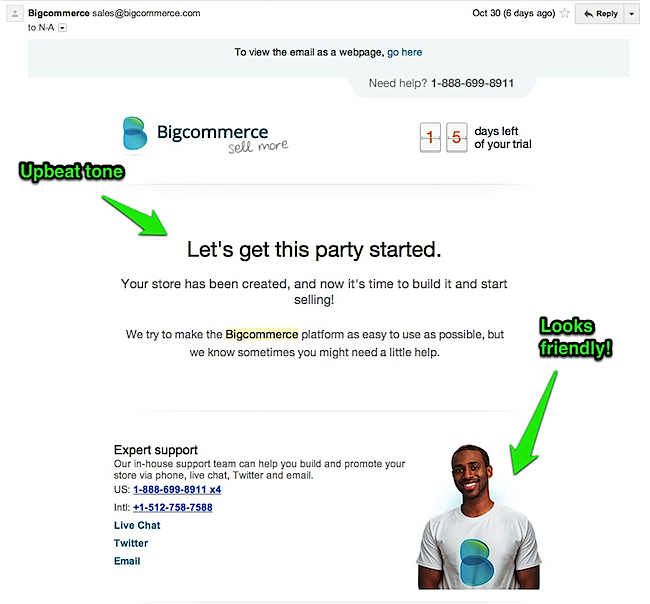 Bigcommerce sales@bigcommerce.com
Oct 30 (6 days ago)
Reply
to N-A
To view the email as a webpage, go here
Need help? 1-888-699-8911
Bigcommerce
sell more
1 5 days left
of your trial
Upbeat tone
Let's get this party started.
Your store has been created, and now it's time to build it and start
selling!
We try to make the Bigcommerce platform as easy to use as possible, but
we know sometimes you might need a little help.
Looks
friendly!
Expert support
Our in-house support team can help you build and promote your
store via phone, live chat, Twitter and email.
US: 1-888-699-8911 x4
Intl: +1-512-758-7588
Live Chat
Twitter
Email